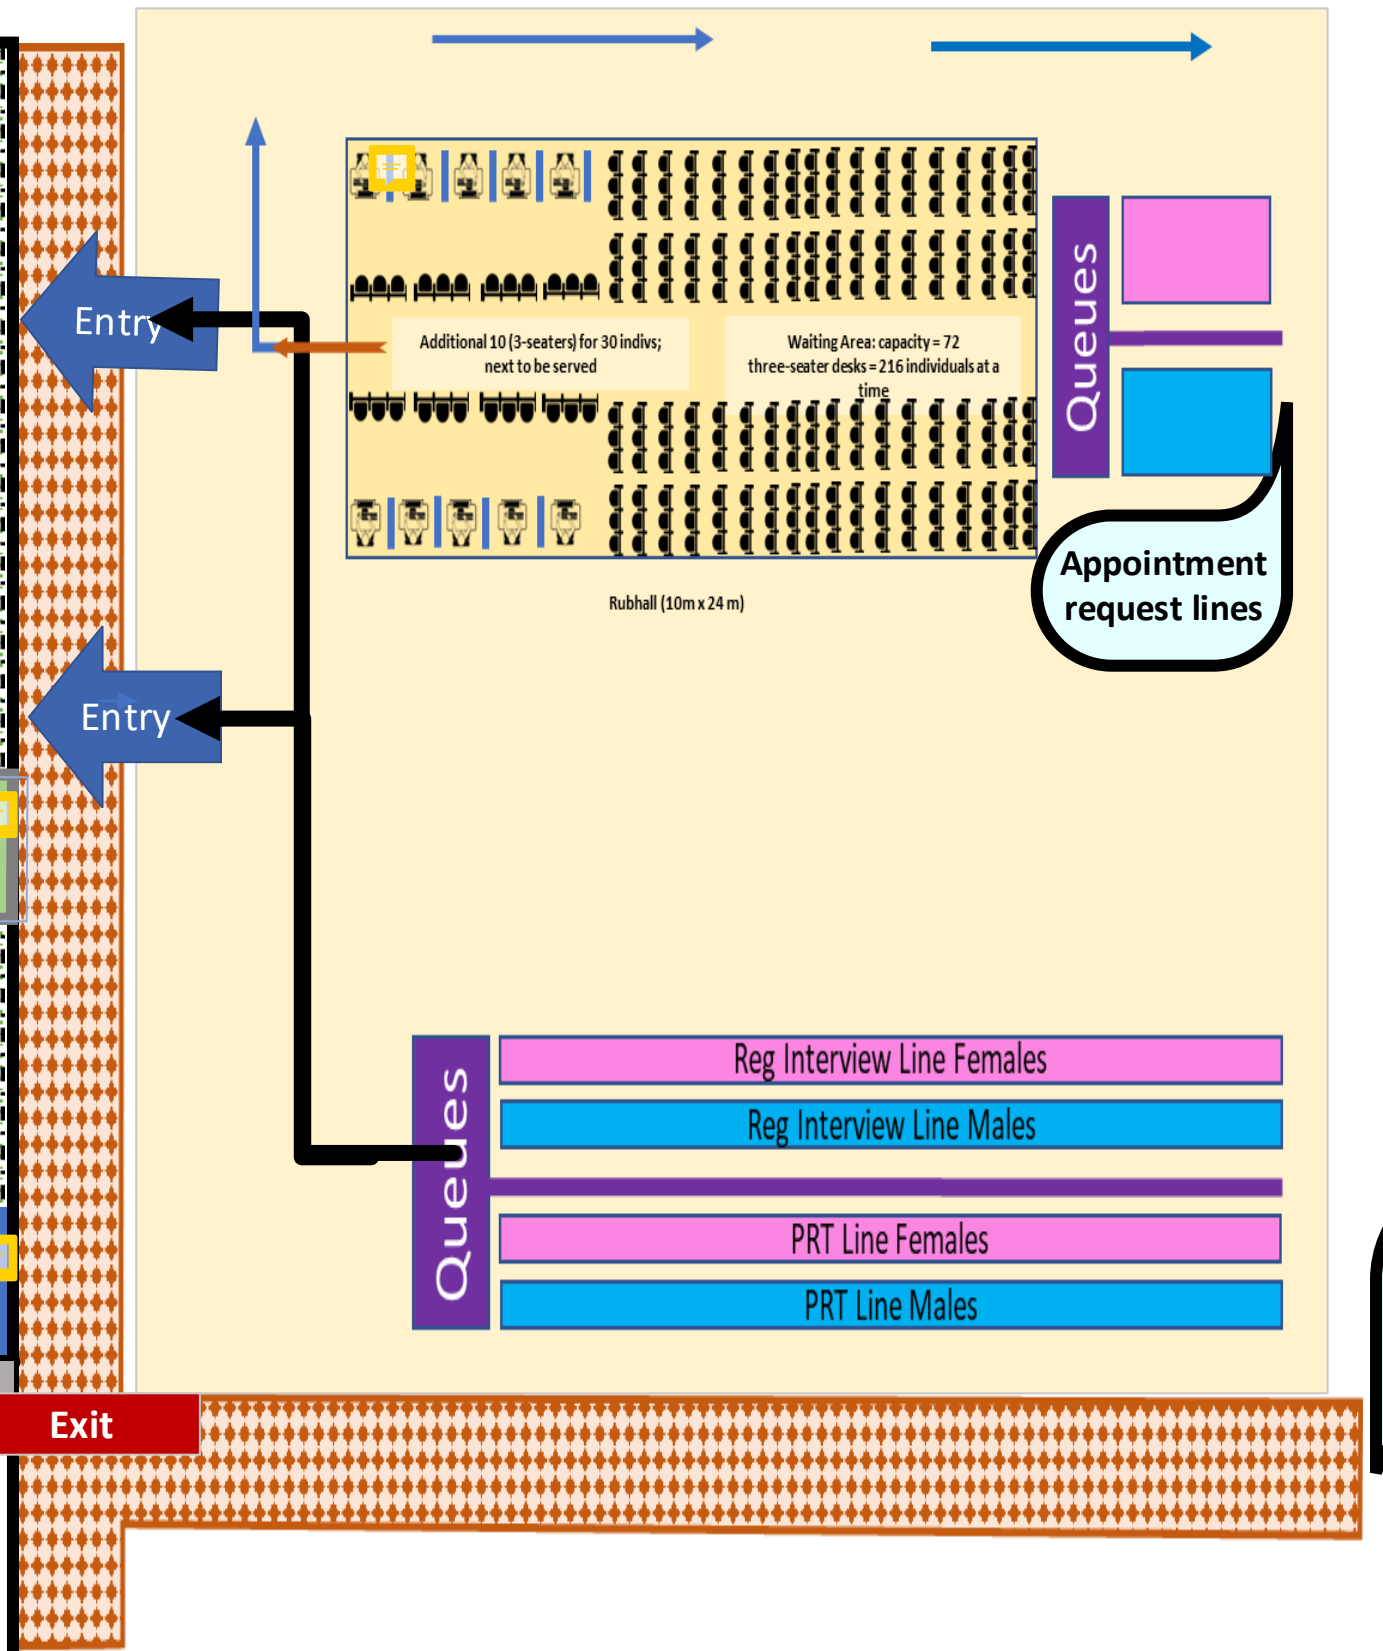 Entry
Additional 10 (3-seaters) for 30 indivs;
next to be served
Waiting Area: capacity = 72
three-seater desks = 216 individuals at a
time
Queues
Appointment
request lines
Rubhall (10m x 24 m)
Entry
Queues
Reg Interview Line Females
Reg Interview Line Males
PRT Line Females
PRT Line Males
Exit